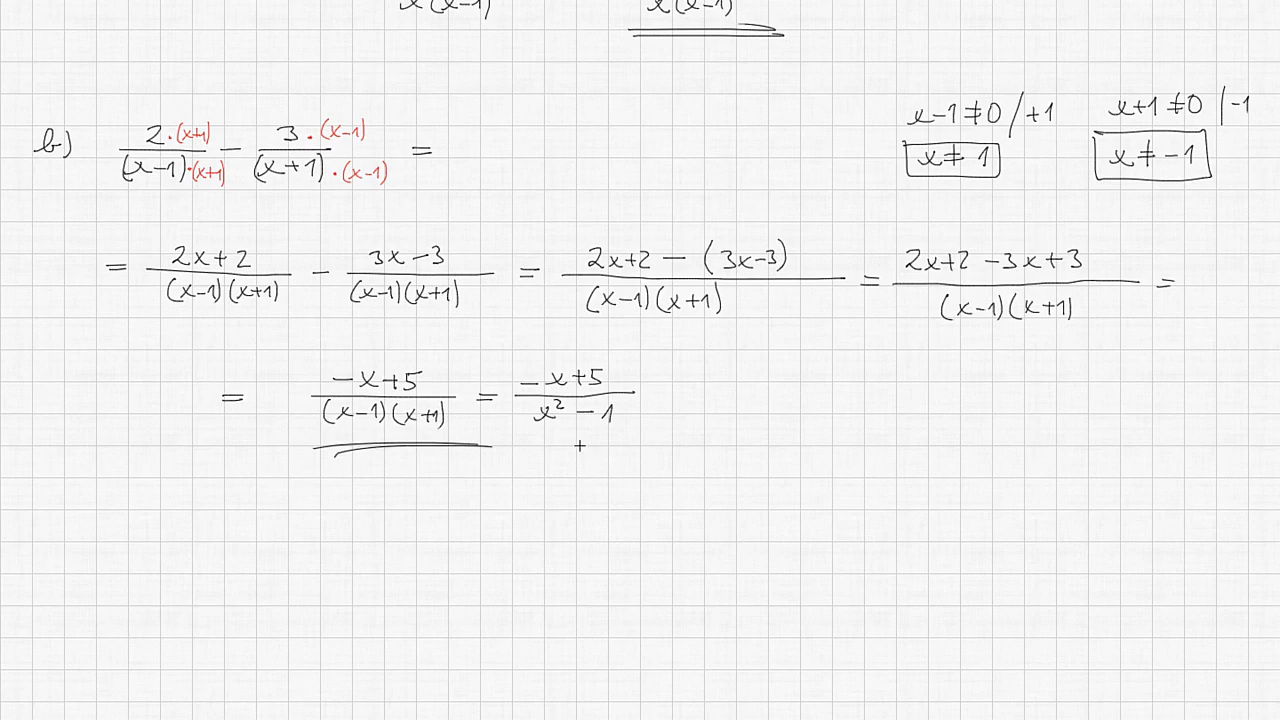 x(x-1) x(x-1)
b) 2·(x+1)/(x-1)·(x+1) - 3·(x-1)/(x+1)·(x-1) =
x-1≠0 /+1 x+1≠0 |-1
x≠1 x≠-1
= 2x+2/(x-1)(x+1) - 3x-3/(x-1)(x+1) = 2x+2-(3x-3)/(x-1)(x+1) = 2x+2-3x+3/(x-1)(x+1) =
= -x+5/(x-1)(x+1) = -x+5/x²-1